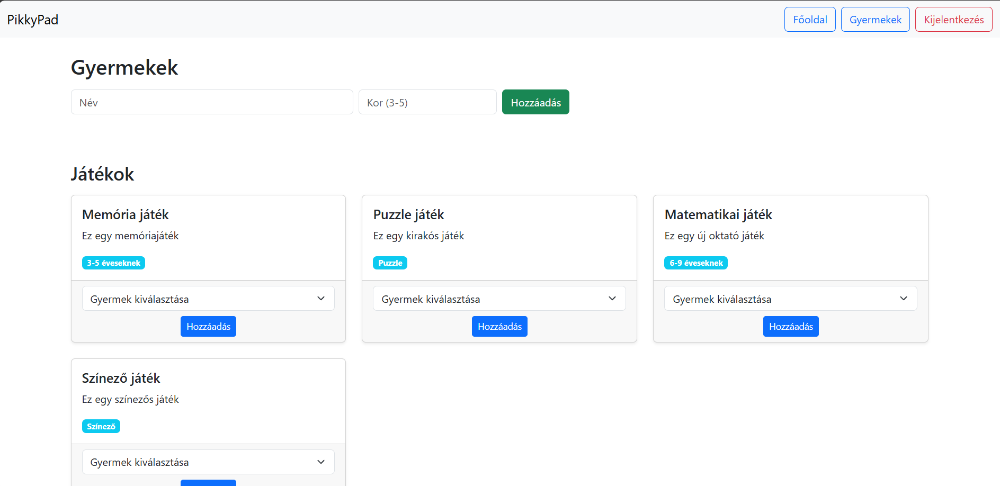 PikkyPad Főoldal Gyermekek Kijelentkezés
Gyermekek
Név Kor (3-5) Hozzáadás
Játékok
Memória játék
Ez egy memóriajáték
3-5 éveseknek
Gyermek kiválasztása
Hozzáadás
Puzzle játék
Ez egy kirakós játék
Puzzle
Gyermek kiválasztása
Hozzáadás
Matematikai játék
Ez egy új oktató játék
6-9 éveseknek
Gyermek kiválasztása
Hozzáadás
Színező játék
Ez egy színezős játék
Színező
Gyermek kiválasztása